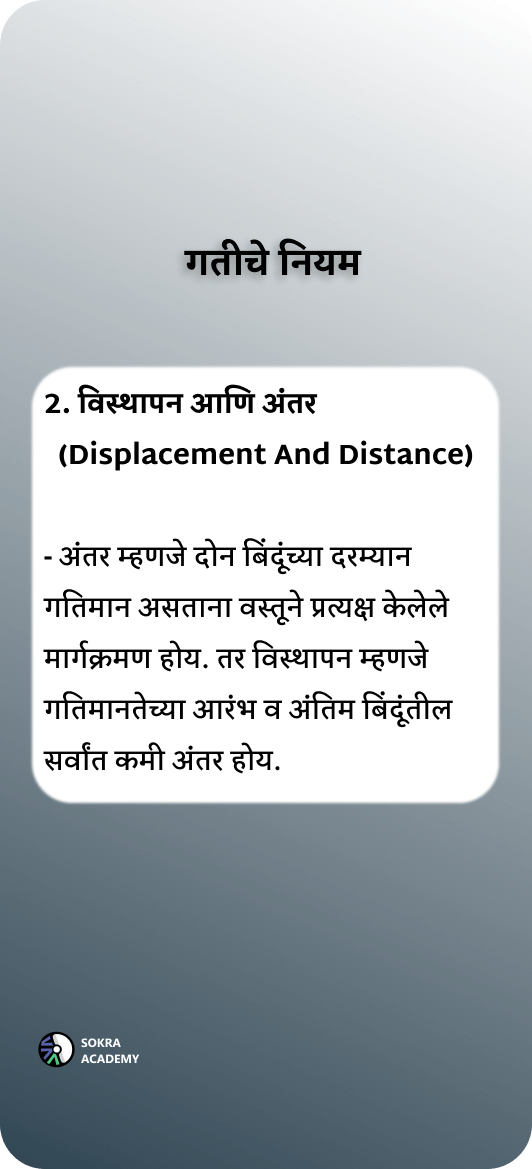 गतीचे नियम
2. विस्थापन आणि अंतर
(Displacement And Distance)
- अंतर म्हणजे दोन बिंदूंच्या दरम्यान
गतिमान असताना वस्तूने प्रत्यक्ष केलेले
मार्गक्रमण होय. तर विस्थापन म्हणजे
गतिमानतेच्या आरंभ व अंतिम बिंदूंतील
सर्वांत कमी अंतर होय.
SOKRA
ACADEMY